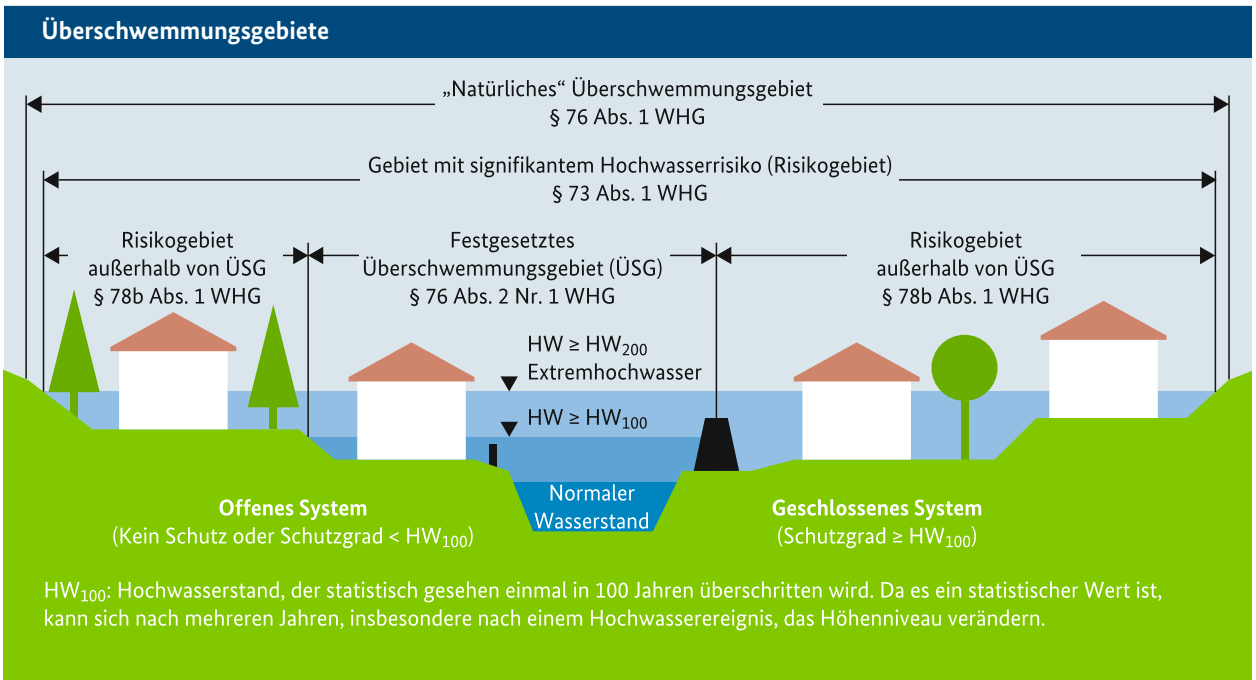 Überschwemmungsgebiete
„Natürliches“ Überschwemmungsgebiet
§ 76 Abs. 1 WHG
Gebiet mit signifikantem Hochwasserrisiko (Risikogebiet)
§ 73 Abs. 1 WHG
Risikogebiet
außerhalb von ÜSG
§ 78b Abs. 1 WHG
Festgesetztes
Überschwemmungsgebiet (ÜSG)
§ 76 Abs. 2 Nr. 1 WHG
Risikogebiet
außerhalb von ÜSG
§ 78b Abs. 1 WHG
HW ≥ HW₂₀₀
Extremhochwasser
HW ≥ HW₁₀₀
Normaler
Wasserstand
Offenes System
(Kein Schutz oder Schutzgrad < HW₁₀₀)
Geschlossenes System
(Schutzgrad ≥ HW₁₀₀)
HW₁₀₀: Hochwasserstand, der statistisch gesehen einmal in 100 Jahren überschritten wird. Da es ein statistischer Wert ist,
kann sich nach mehreren Jahren, insbesondere nach einem Hochwasserereignis, das Höhenniveau verändern.